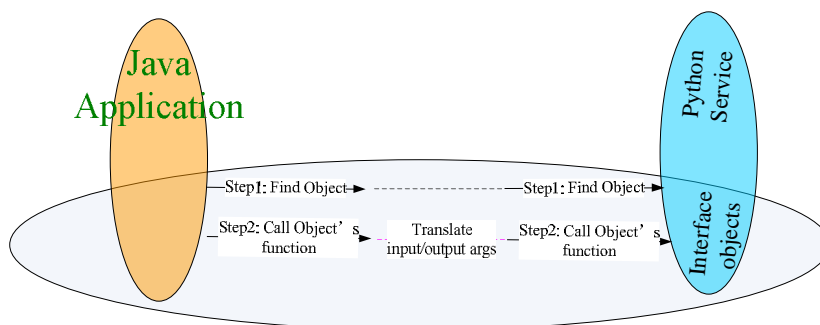 Java
Application
Python
Service
Step1: Find Object
Step1: Find Object
Step2: Call Object’s
function
Translate
input/output args
Step2: Call Object’s
function
Interface
objects